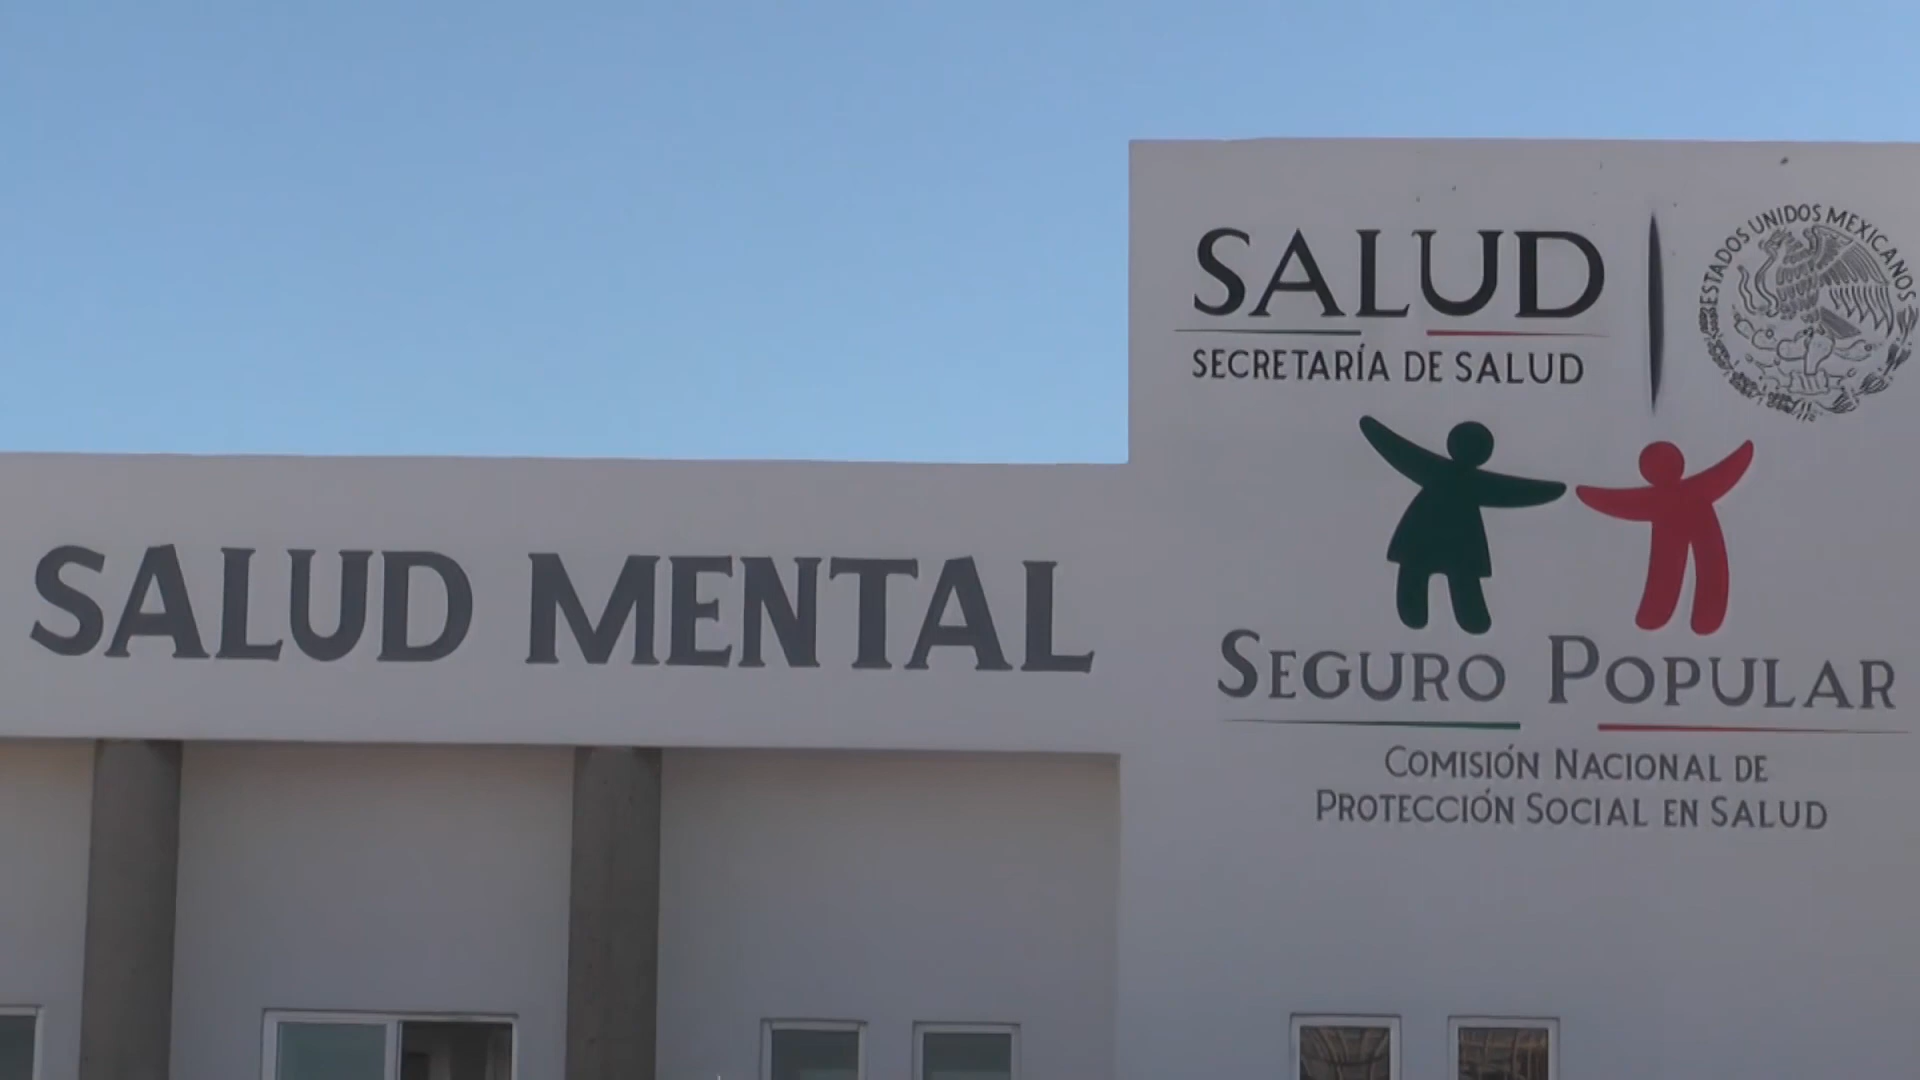 SALUD MENTAL
SALUD
SECRETARÍA DE SALUD
ESTADOS UNIDOS MEXICANOS
SEGURO POPULAR
COMISIÓN NACIONAL DE
PROTECCIÓN SOCIAL EN SALUD